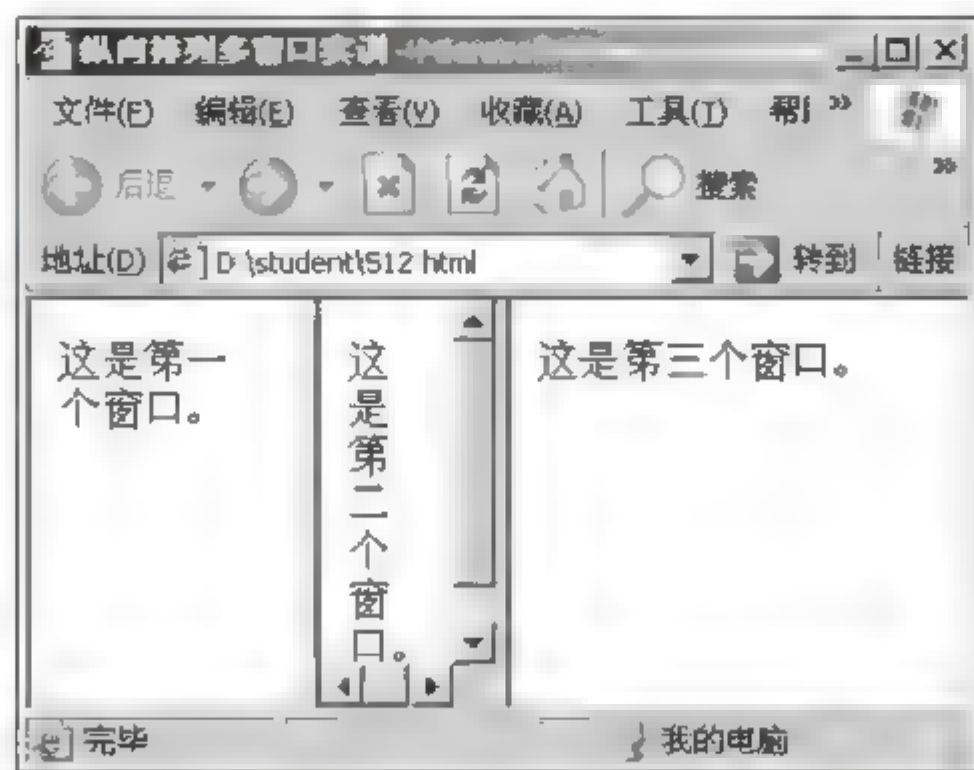 纵向排列多窗口实训
文件(F) 编辑(E) 查看(V) 收藏(A) 工具(T) 帮 »
后退 搜索 »
地址(D) D \student\512 html 转到 链接
这是第一
个窗口。
这
是
第
二
个
窗
口。
这是第三个窗口。
完毕 我的电脑